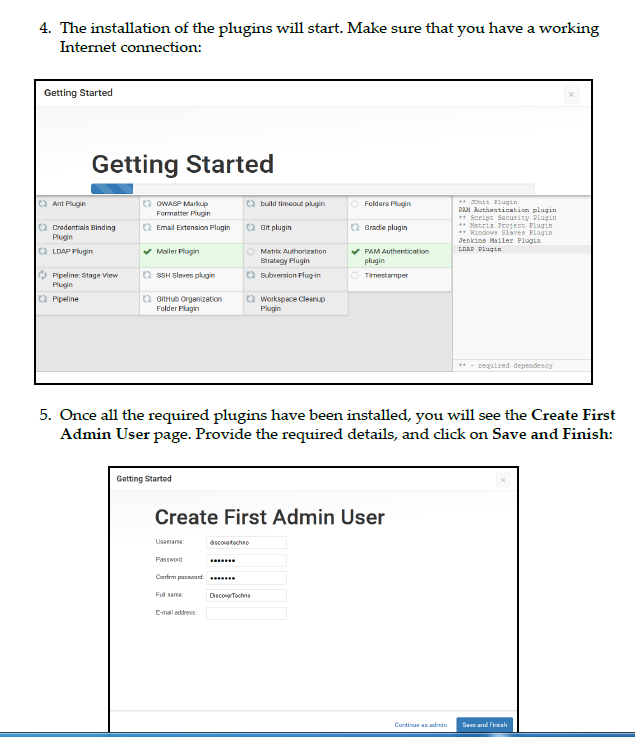 4. The installation of the plugins will start. Make sure that you have a working
Internet connection:
Getting Started
×
Getting Started
Ant Plugin
OWASP Markup
Formatter Plugin
build timeout plugin
Folders Plugin
Credentials Binding
Plugin
Email Extension Plugin
Git plugin
Gradle plugin
LDAP Plugin
Mailer Plugin
Matrix Authorization
Strategy Plugin
PAM Authentication
plugin
Pipeline: Stage View
Plugin
SSH Slaves plugin
Subversion Plug-in
Timestamper
Pipeline
GitHub Organization
Folder Plugin
Workspace Cleanup
Plugin
** JUnit Plugin
PAM Authentication plugin
** Script Security Plugin
** Matrix Project Plugin
** Windows Slaves Plugin
Jenkins Mailer Plugin
LDAP Plugin
** - required dependency
5. Once all the required plugins have been installed, you will see the Create First
Admin User page. Provide the required details, and click on Save and Finish:
Getting Started
×
Create First Admin User
Username: discovertechno
Password: •••••••
Confirm password: •••••••
Full name: DiscoverTechno
E-mail address:
Continue as admin Save and Finish